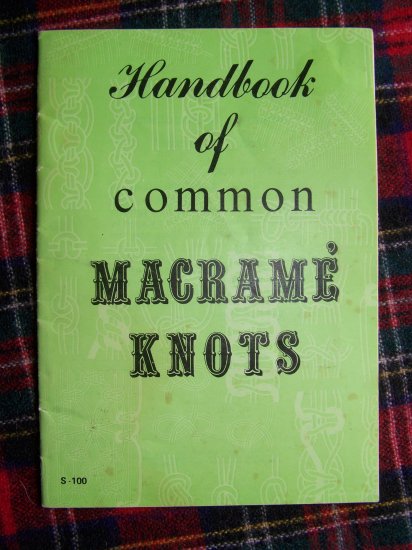 Handbook
of
common
MACRAMÉ
KNOTS
S-100